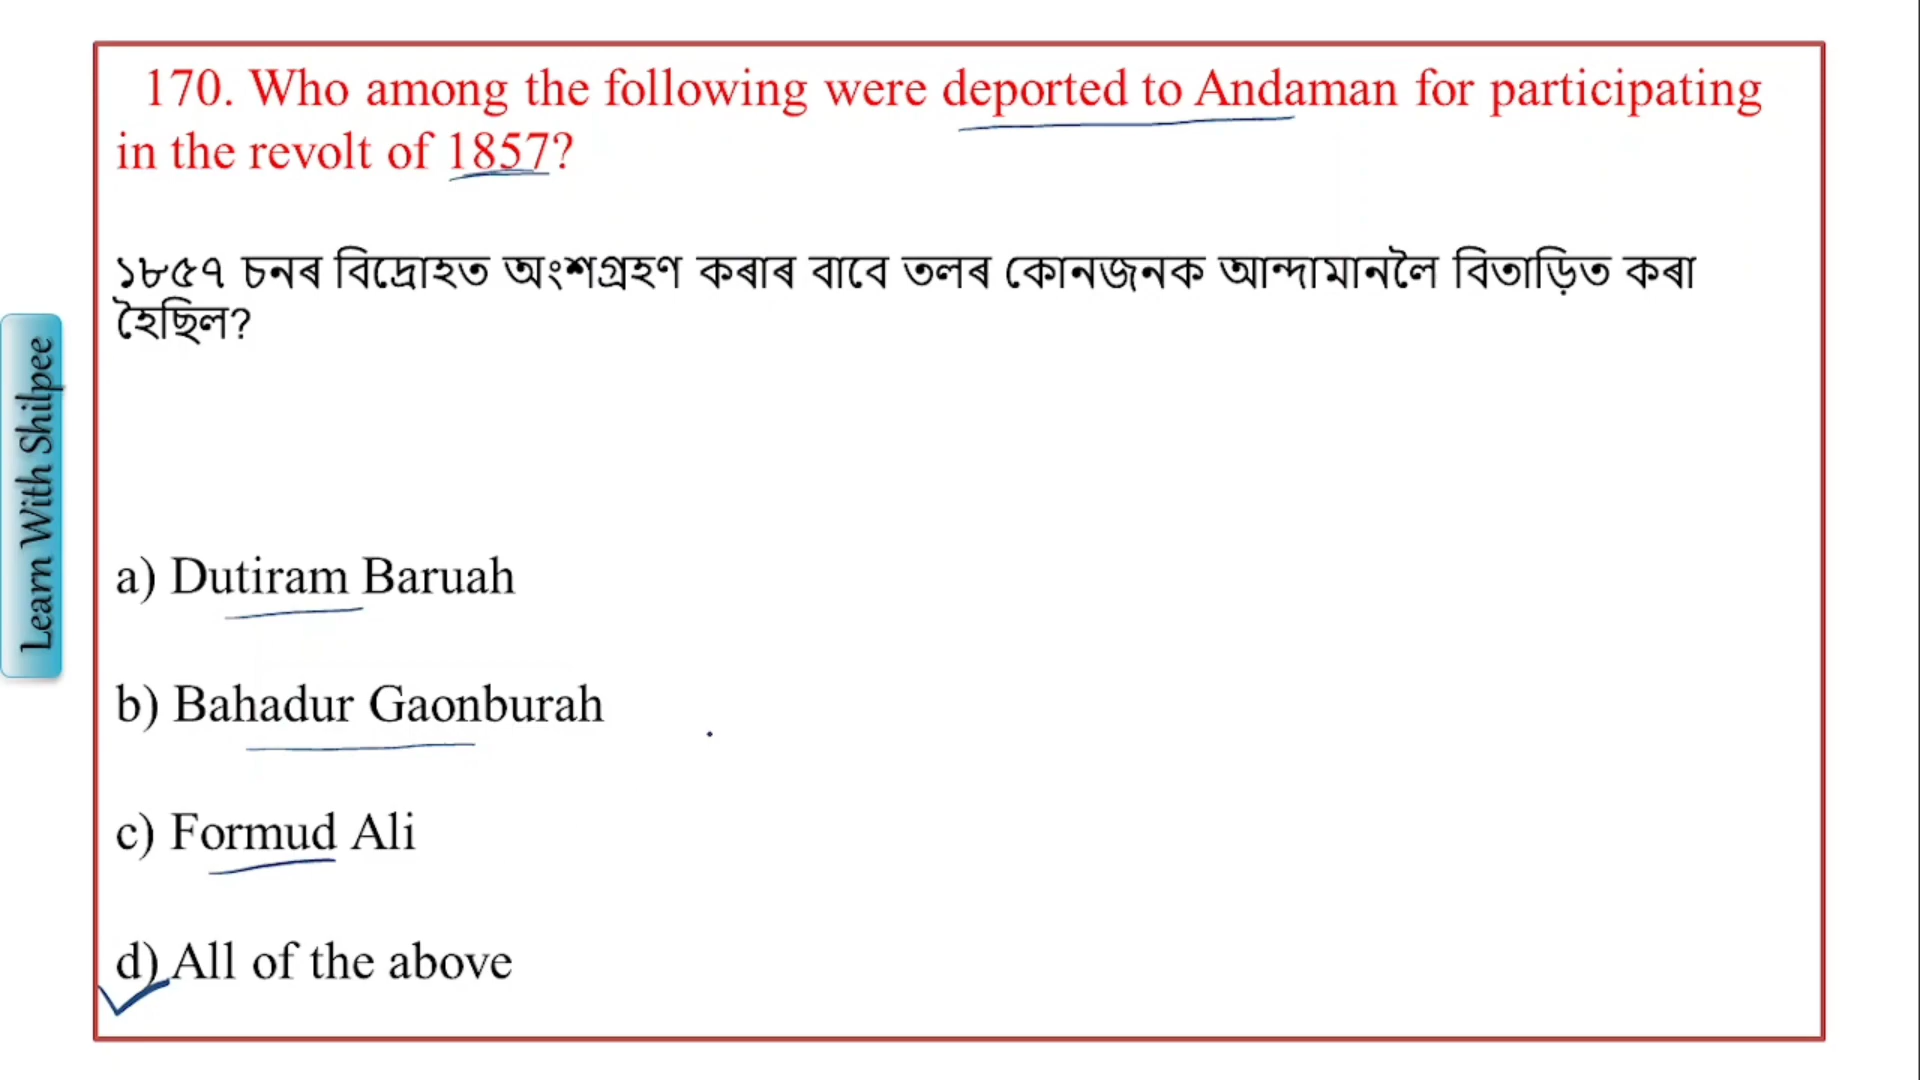 170. Who among the following were deported to Andaman for participating
in the revolt of 1857?
১৮৫৭ চনৰ বিদ্ৰোহত অংশগ্ৰহণ কৰাৰ বাবে তলৰ কোনজনক আন্দামানলৈ বিতাড়িত কৰা
হৈছিল?
Learn With Shilpee
a) Dutiram Baruah
b) Bahadur Gaonburah
c) Formud Ali
d) All of the above